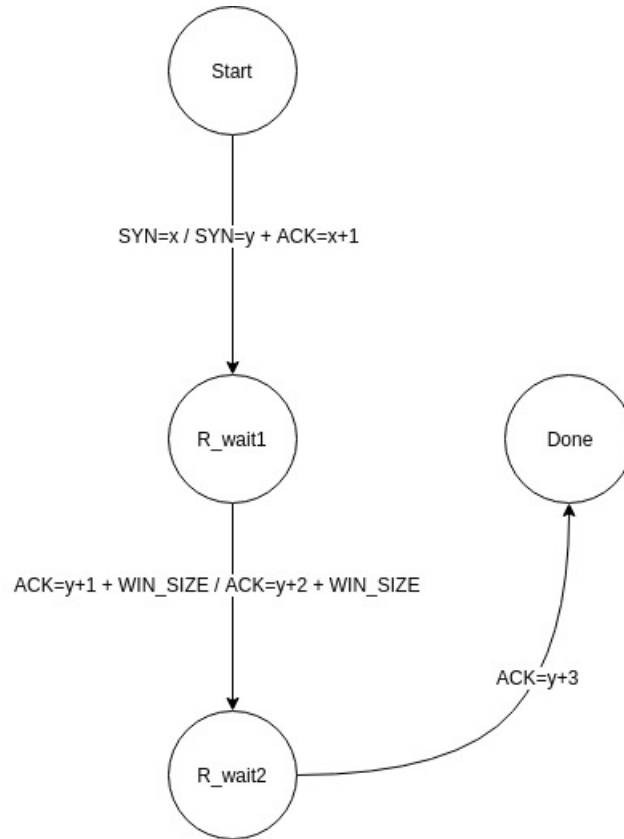 Start
SYN=x / SYN=y + ACK=x+1
R_wait1
Done
ACK=y+1 + WIN_SIZE / ACK=y+2 + WIN_SIZE
ACK=y+3
R_wait2